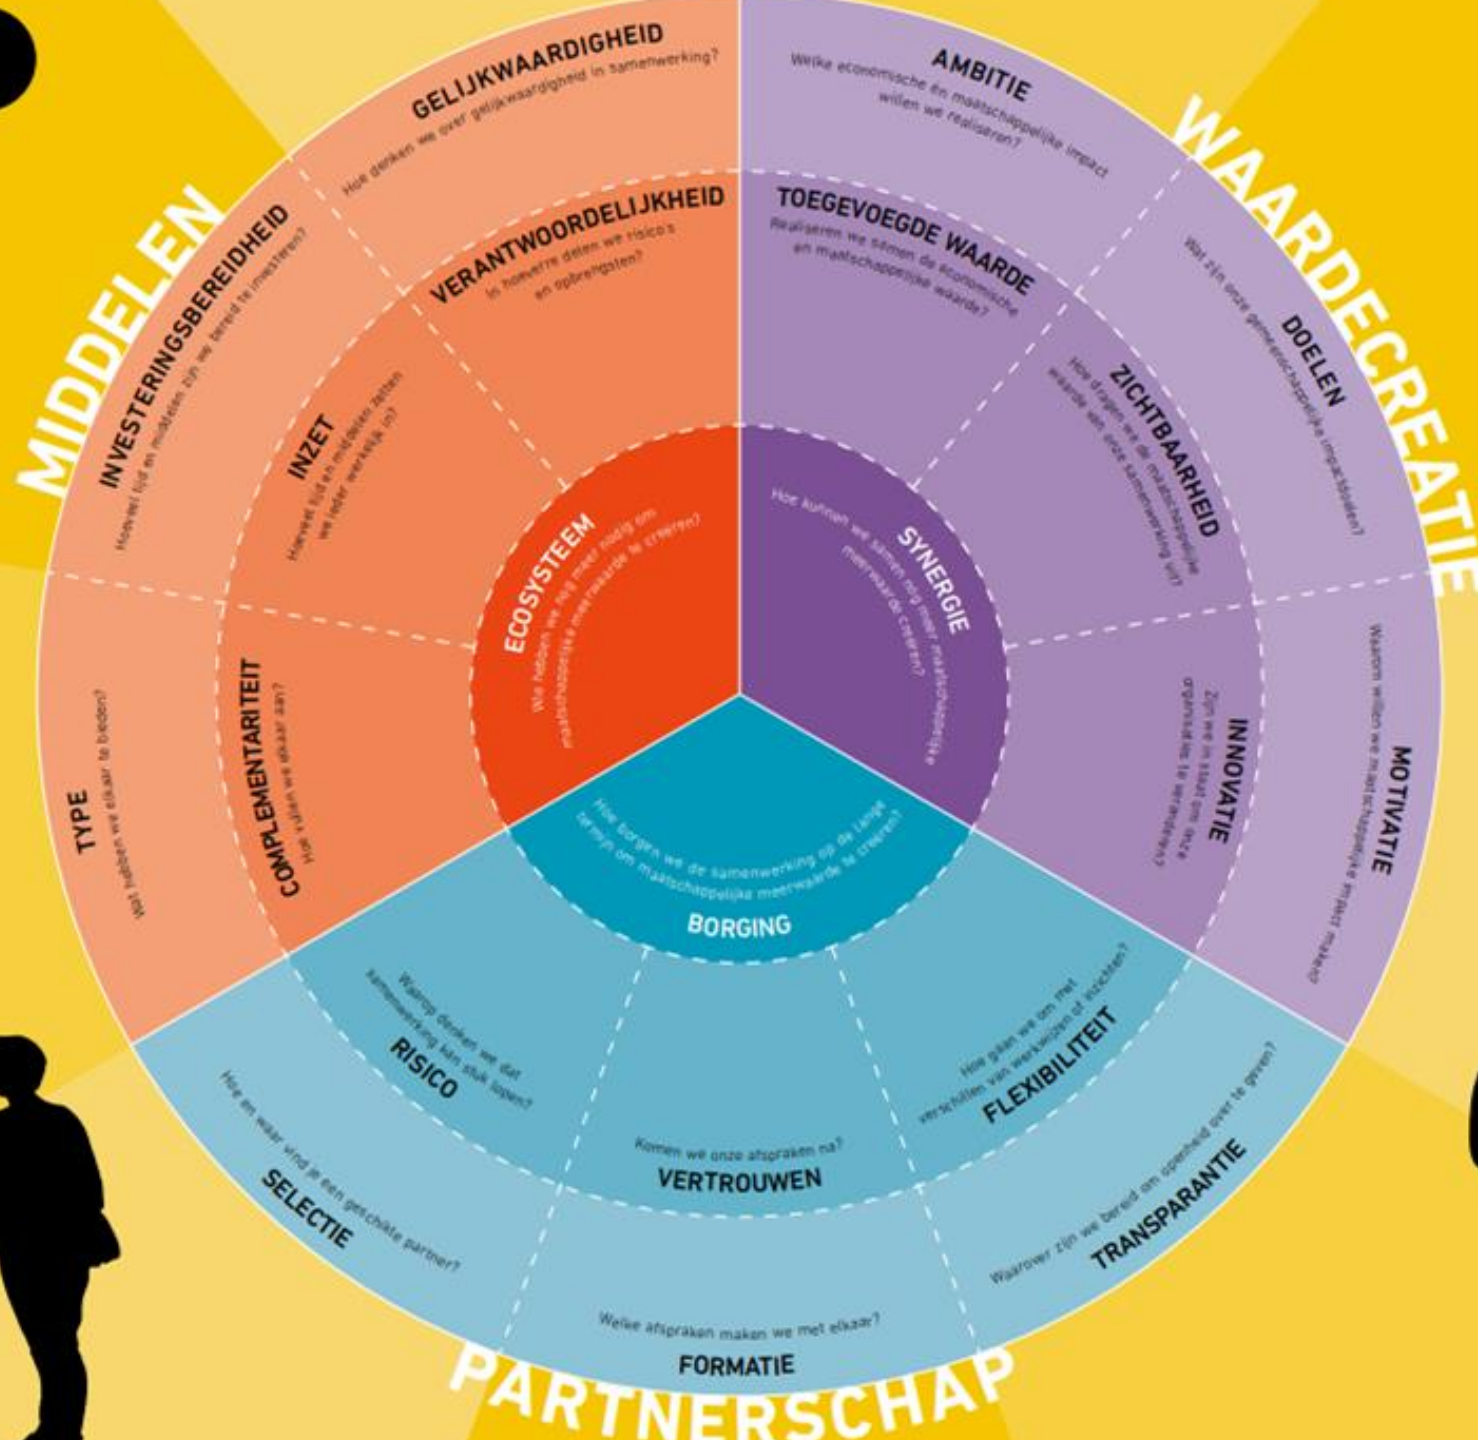 MIDDELEN
GELIJKWAARDIGHEID
Hoe denken we over gelijkwaardigheid in samenwerking?
INVESTERINGSBEREIDHEID
Hoeveel tijd en middelen zijn we bereid te investeren?
TYPE
Wat hebben we elkaar te bieden?
VERANTWOORDELIJKHEID
In hoeverre delen we risico's
en opbrengsten?
INZET
Hoeveel tijd en middelen zetten
we ieder werkelijk in?
COMPLEMENTARITEIT
Hoe vullen we elkaar aan?
ECOSYSTEEM
Wie hebben we nog meer nodig om
maatschappelijke meerwaarde te creëren?
WAARDECREATIE
AMBITIE
Welke economische én maatschappelijke impact
willen we realiseren?
DOELEN
Wat zijn onze gemeenschappelijke impactdoelen?
MOTIVATIE
Waarom willen we maatschappelijke impact maken?
TOEGEVOEGDE WAARDE
Realiseren we samen de economische
en maatschappelijke waarde?
ZICHTBAARHEID
Hoe dragen we de maatschappelijke
waarde van onze samenwerking uit?
INNOVATIE
Zijn we in staat om onze
organisaties te veranderen?
SYNERGIE
Hoe kunnen we samen nog meer maatschappelijke
meerwaarde creëren?
Hoe borgen we de samenwerking op de lange
termijn om maatschappelijke meerwaarde te creëren?
BORGING
Waarop denken we dat
samenwerking kan stuk lopen?
RISICO
Komen we onze afspraken na?
VERTROUWEN
Hoe gaan we om met
verschillen van werkwijzen of inzichten?
FLEXIBILITEIT
Hoe en waar vind je een geschikte partner?
SELECTIE
Welke afspraken maken we met elkaar?
FORMATIE
Waarover zijn we bereid om openheid over te geven?
TRANSPARANTIE
PARTNERSCHAP